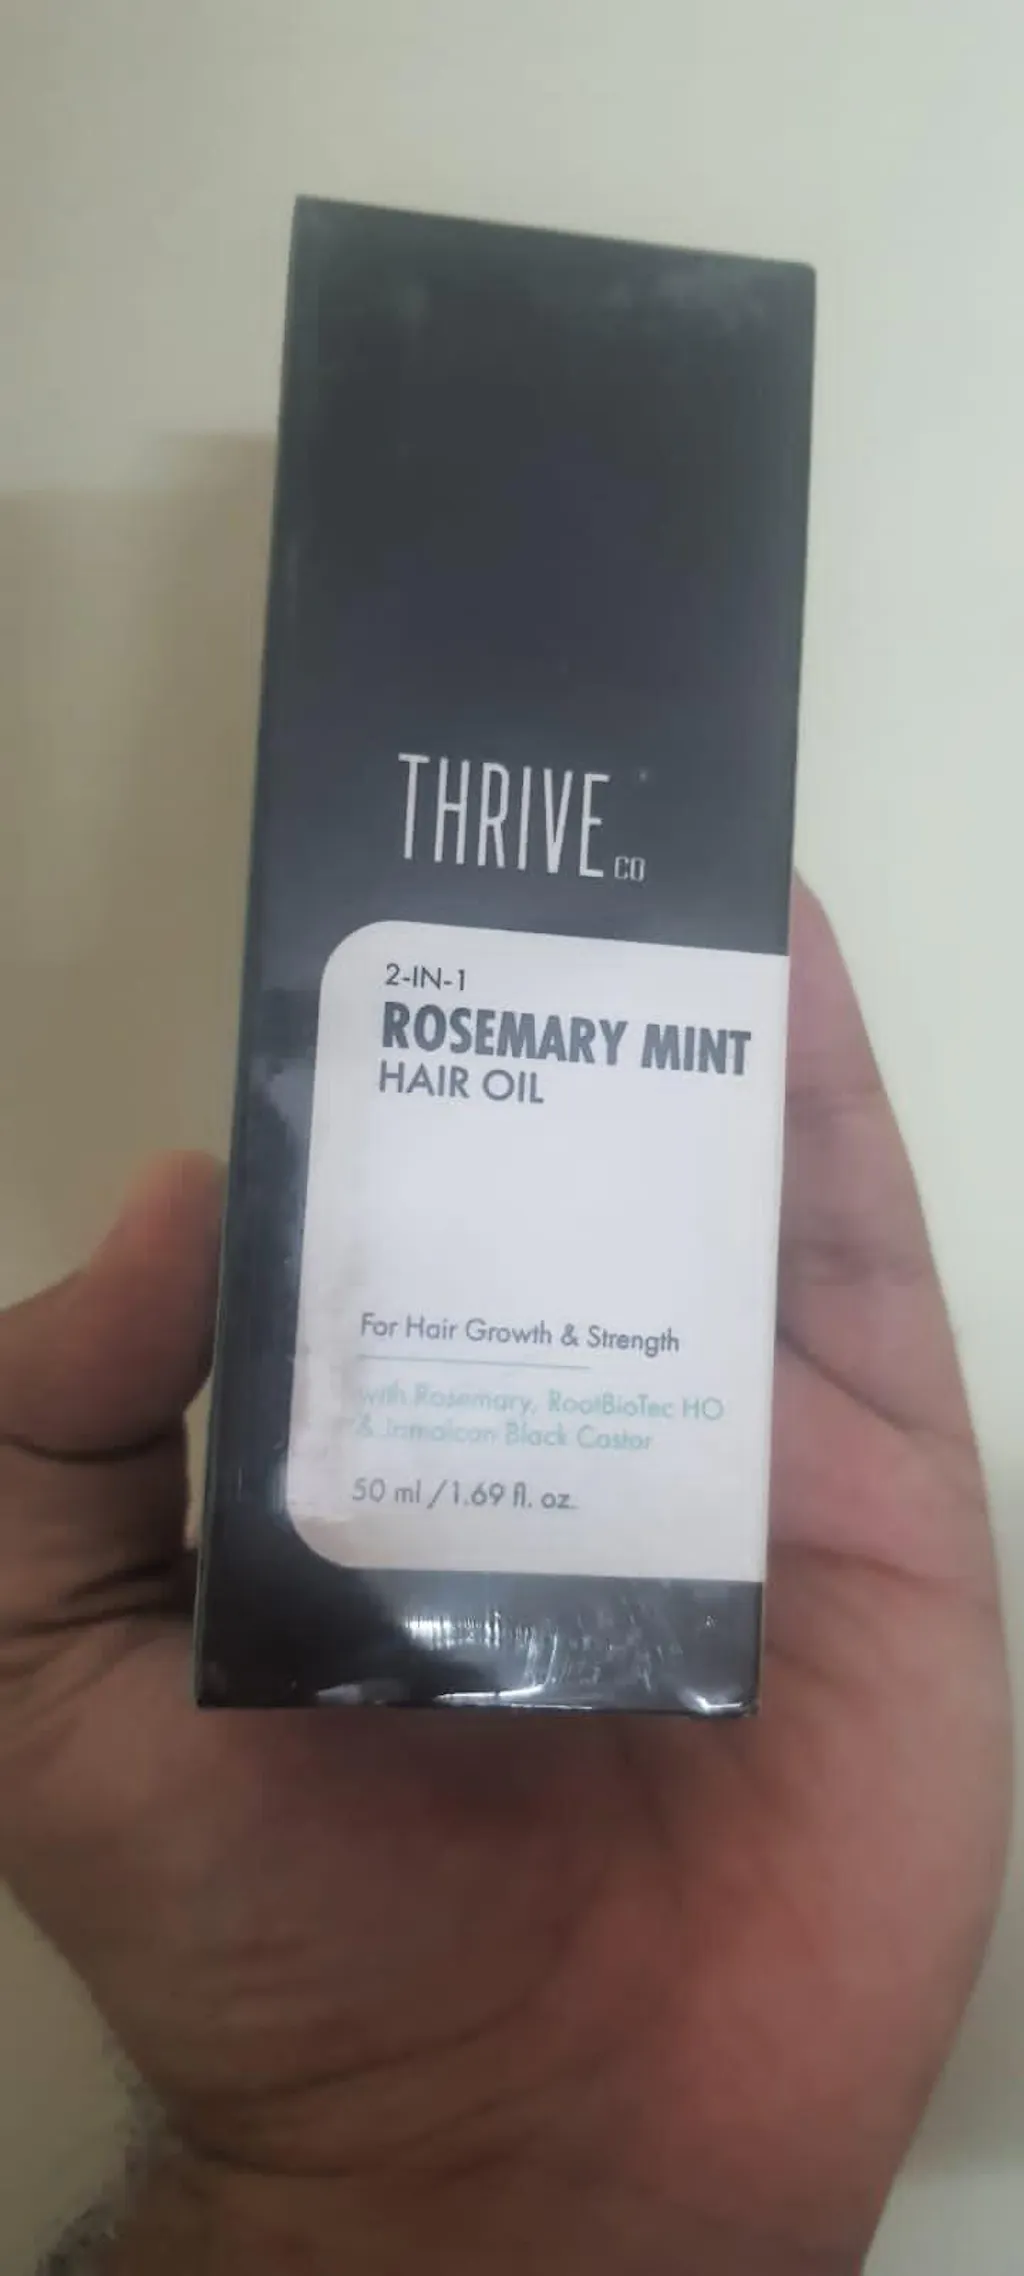 THRIVE CO
2-IN-1
ROSEMARY MINT
HAIR OIL
For Hair Growth & Strength
with Rosemary, RootBioTec HO
& Jamaican Black Castor
50 ml / 1.69 fl. oz.